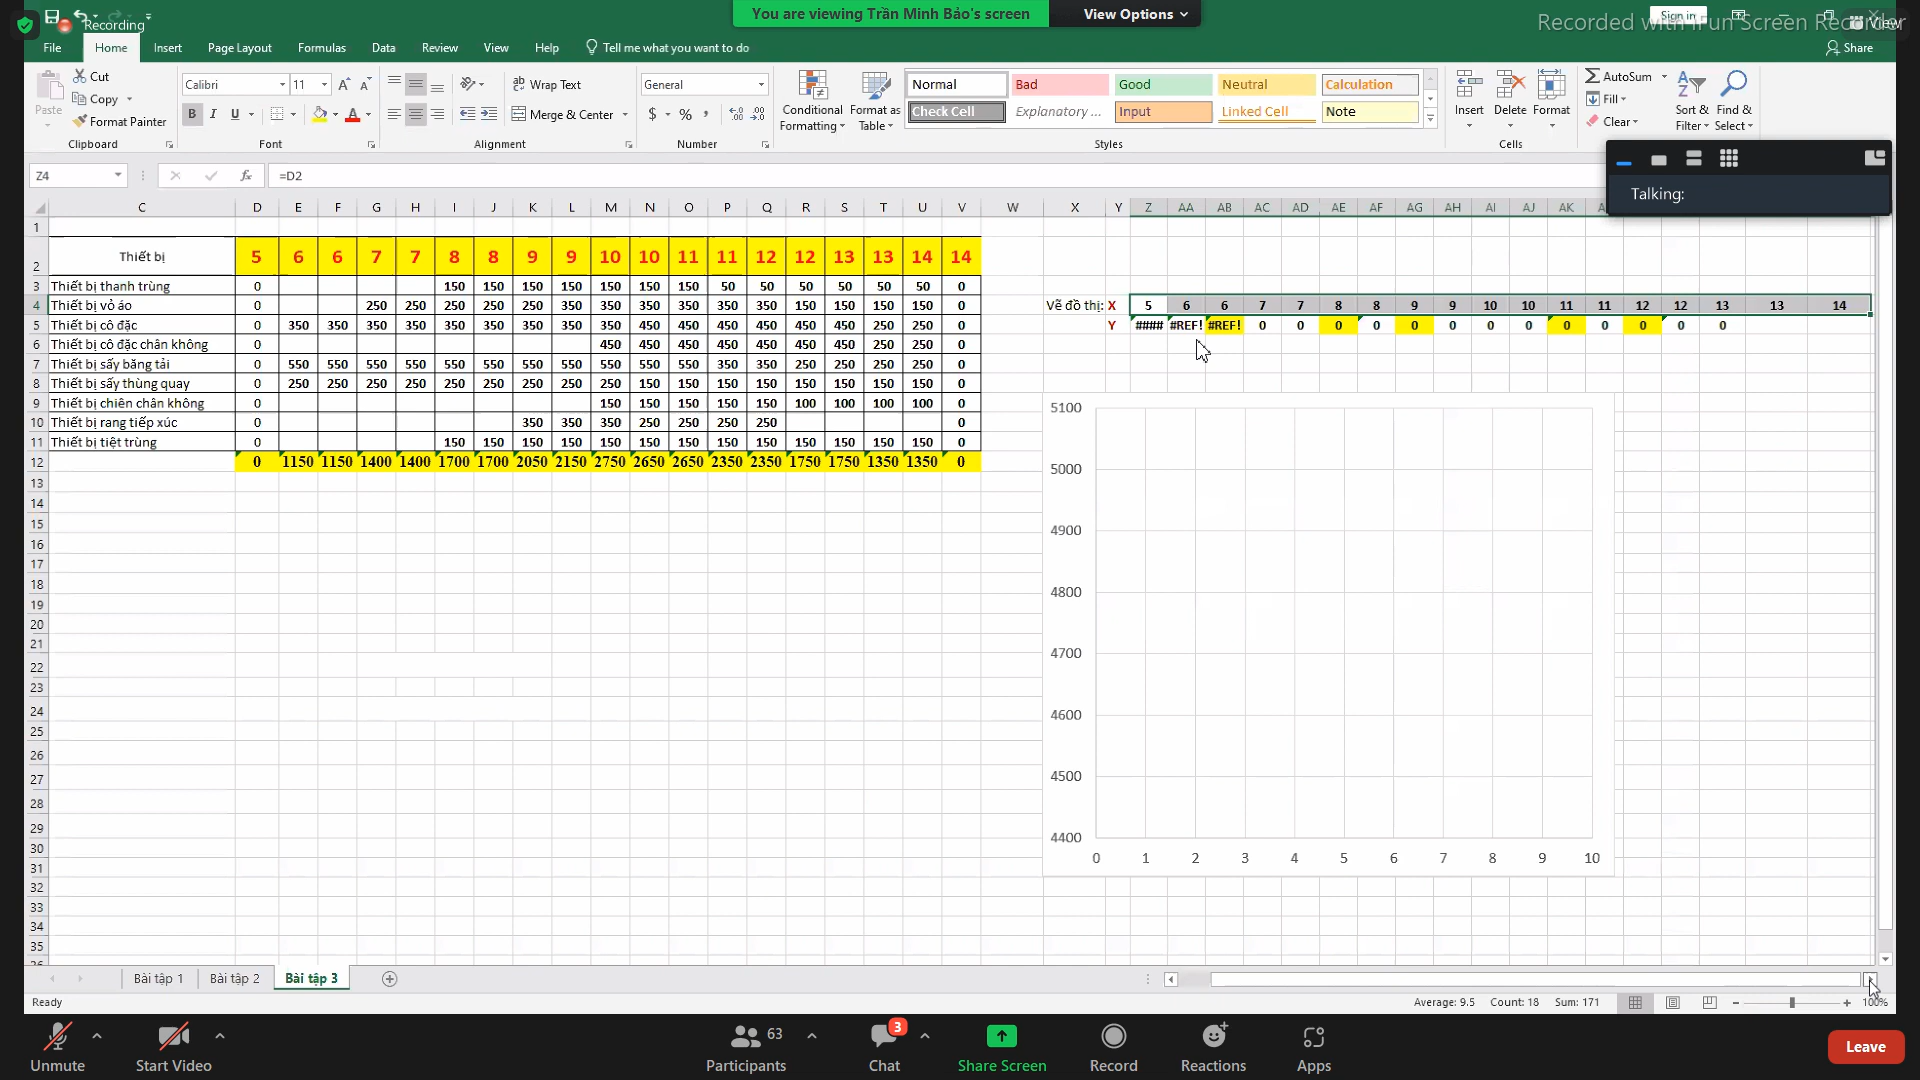 You are viewing Trần Minh Bảo's screen
View Options
Recording
Sign in
View
File Home Insert Page Layout Formulas Data Review View Help Tell me what you want to do
Share
Cut
Copy
Format Painter
Paste
Clipboard
Calibri 11
B I U
Font
Wrap Text
Merge & Center
Alignment
General
$ % ,
Number
Conditional Formatting
Format as Table
Normal Bad Good Neutral Calculation
Check Cell Explanatory ... Input Linked Cell Note
Styles
Insert Delete Format
Cells
AutoSum
Fill
Clear
Sort & Filter
Find & Select
Talking:
Z4 fx =D2
C D E F G H I J K L M N O P Q R S T U V W X Y Z AA AB AC AD AE AF AG AH AI AJ AK
1
2 Thiết bị 5 6 6 7 7 8 8 9 9 10 10 11 11 12 12 13 13 14 14
3 Thiết bị thanh trùng 0 150 150 150 150 150 150 150 50 50 50 50 50 50 0
4 Thiết bị vỏ áo 0 250 250 250 250 250 350 350 350 350 350 350 150 150 150 150 0 Vẽ đồ thị: X 5 6 6 7 7 8 8 9 9 10 10 11 11 12 12 13 13 14
5 Thiết bị cô đặc 0 350 350 350 350 350 350 350 350 350 450 450 450 450 450 450 250 250 0 Y #### #REF! #REF! 0 0 0 0 0 0 0 0 0 0 0 0 0
6 Thiết bị cô đặc chân không 0 450 450 450 450 450 450 450 250 250 0
7 Thiết bị sấy băng tải 0 550 550 550 550 550 550 550 550 550 550 550 350 350 250 250 250 250 0
8 Thiết bị sấy thùng quay 0 250 250 250 250 250 250 250 250 250 150 150 150 150 150 150 150 150 0
9 Thiết bị chiên chân không 0 150 150 150 150 150 100 100 100 100 0
10 Thiết bị rang tiếp xúc 0 350 350 350 250 250 250 250 0
11 Thiết bị tiệt trùng 0 150 150 150 150 150 150 150 150 150 150 150 150 150 0
12 0 1150 1150 1400 1400 1700 1700 2050 2150 2750 2650 2650 2350 2350 1750 1750 1350 1350 0
13
14
15
16
17
18
19
20
21
22
23
24
25
26
27
28
29
30
31
32
33
34
35
5100
5000
4900
4800
4700
4600
4500
4400
0 1 2 3 4 5 6 7 8 9 10
Bài tập 1 Bài tập 2 Bài tập 3
Ready Average: 9.5 Count: 18 Sum: 171 100%
63 3
Unmute Start Video Participants Chat Share Screen Record Reactions Apps Leave